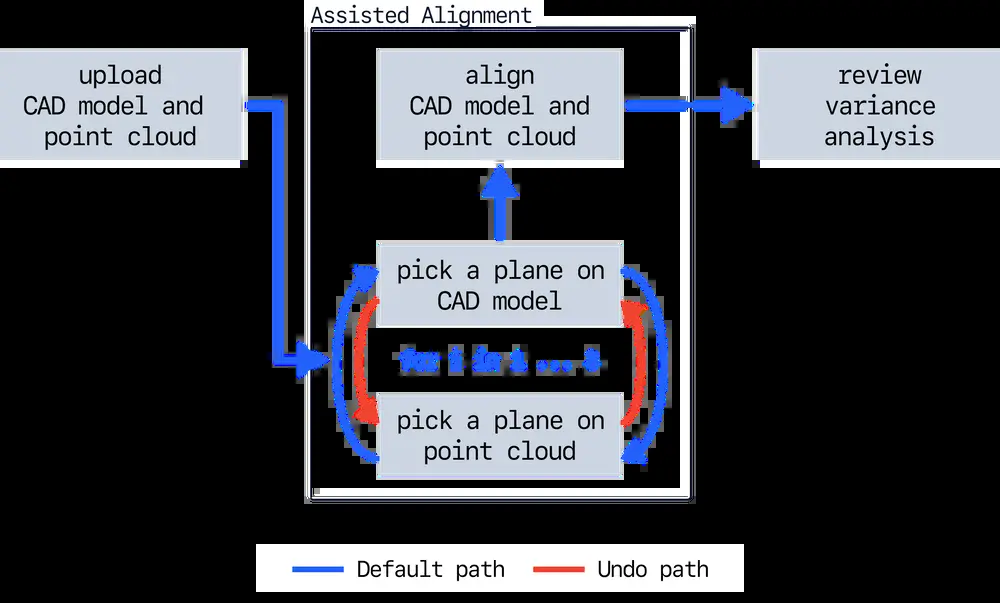 Assisted Alignment
upload
CAD model and
point cloud
align
CAD model and
point cloud
review
variance
analysis
pick a plane on
CAD model
for i in 1 ...
pick a plane on
point cloud
Default path
Undo path